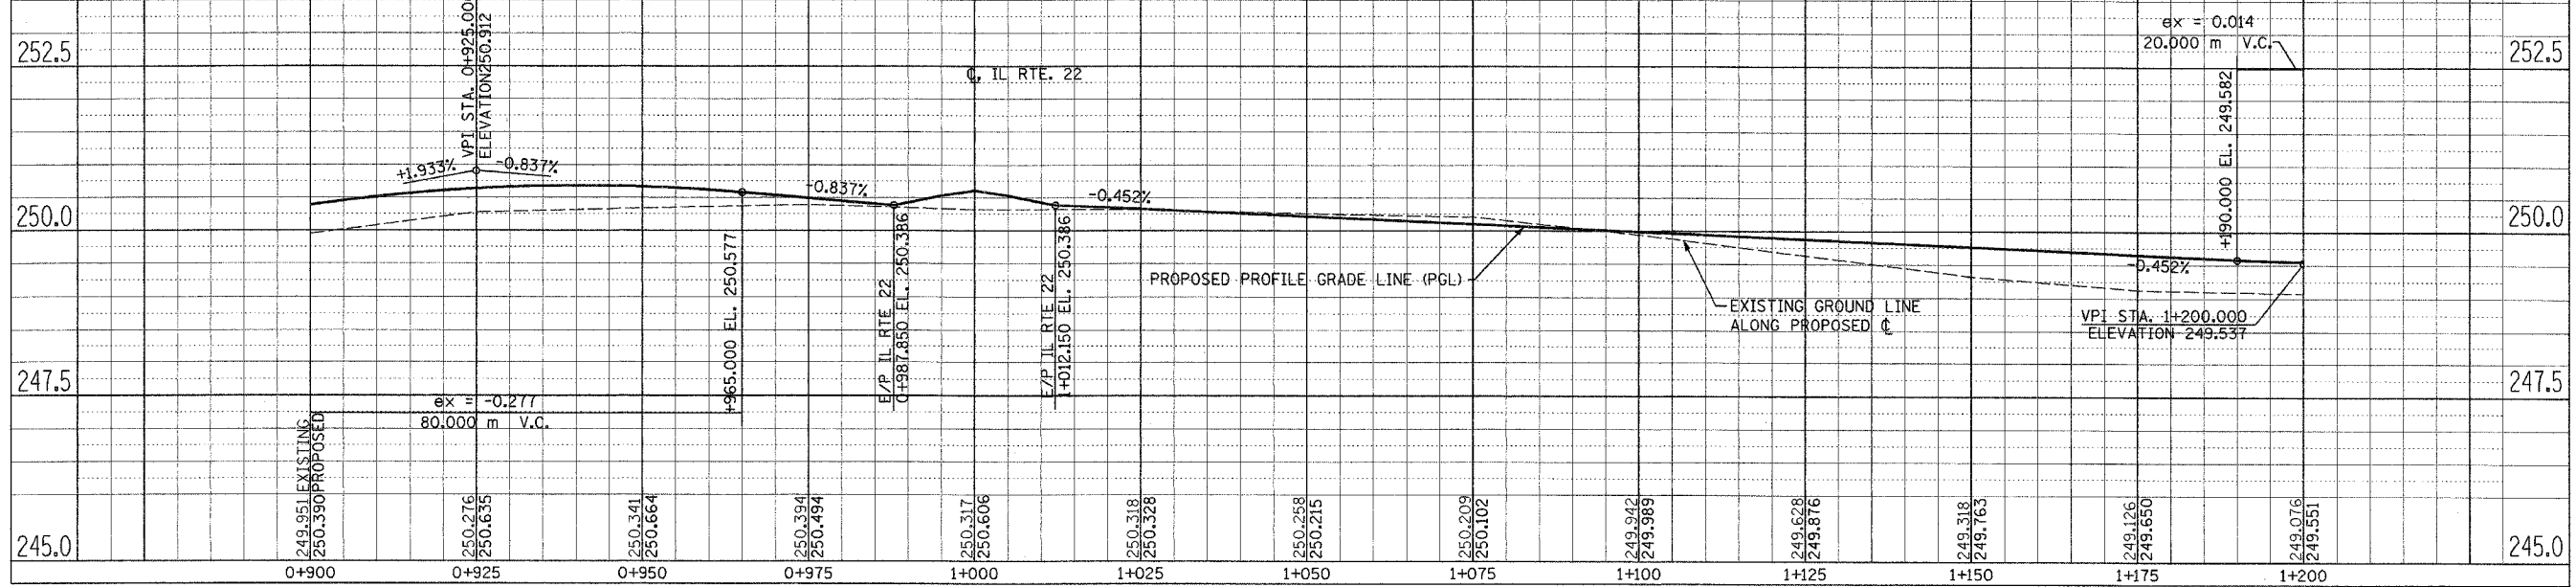 VPI STA. 0+925.00
ELEVATION250.912
ex = 0.014
20.000 m V.C.
252.5
252.5
℄ IL RTE. 22
+190.000 EL. 249.582
+1.933%
-0.837%
-0.837%
-0.452%
250.0
250.0
+965.000 EL. 250.577
E/P IL RTE 22
0+987.850 EL. 250.386
E/P IL RTE 22
1+012.150 EL. 250.386
PROPOSED PROFILE GRADE LINE (PGL)
EXISTING GROUND LINE
ALONG PROPOSED ℄
-0.452%
VPI STA. 1+200.000
ELEVATION 249.537
247.5
247.5
ex = -0.277
80.000 m V.C.
249.951 EXISTING
250.390 PROPOSED
250.276
250.635
250.341
250.664
250.394
250.494
250.317
250.606
250.318
250.328
250.258
250.215
250.209
250.102
249.942
249.989
249.628
249.876
249.318
249.763
249.126
249.650
249.076
249.551
245.0
245.0
0+900
0+925
0+950
0+975
1+000
1+025
1+050
1+075
1+100
1+125
1+150
1+175
1+200